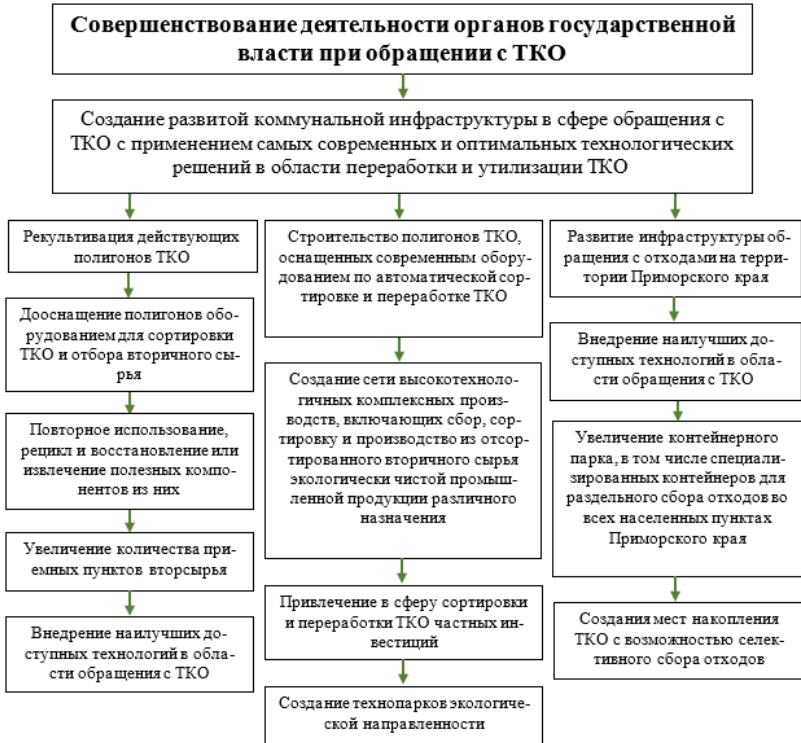 Совершенствование деятельности органов государственной
власти при обращении с ТКО
Создание развитой коммунальной инфраструктуры в сфере обращения с
ТКО с применением самых современных и оптимальных технологических
решений в области переработки и утилизации ТКО
Рекультивация действующих
полигонов ТКО
Дооснащение полигонов обо-
рудованием для сортировки
ТКО и отбора вторичного сы-
рья
Повторное использование,
рецикл и восстановление или
извлечение полезных компо-
нентов из них
Увеличение количества при-
емных пунктов вторсырья
Внедрение наилучших до-
ступных технологий в обла-
сти обращения с ТКО
Строительство полигонов ТКО,
оснащенных современным обору-
дованием по автоматической сор-
тировке и переработке ТКО
Создание сети высокотехноло-
гичных комплексных произ-
водств, включающих сбор, сор-
тировку и производство из отсор-
тированного вторичного сырья
экологически чистой промыш-
ленной продукции различного
назначения
Привлечение в сферу сортировки
и переработки ТКО частных ин-
вестиций
Создание технопарков экологиче-
ской направленности
Развитие инфраструктуры об-
ращения с отходами на террито-
рии Приморского края
Внедрение наилучших до-
ступных технологий в об-
ласти обращения с ТКО
Увеличение контейнерного
парка, в том числе специали-
зированных контейнеров для
раздельного сбора отходов во
всех населенных пунктах
Приморского края
Создания мест накопления
ТКО с возможностью селек-
тивного сбора отходов